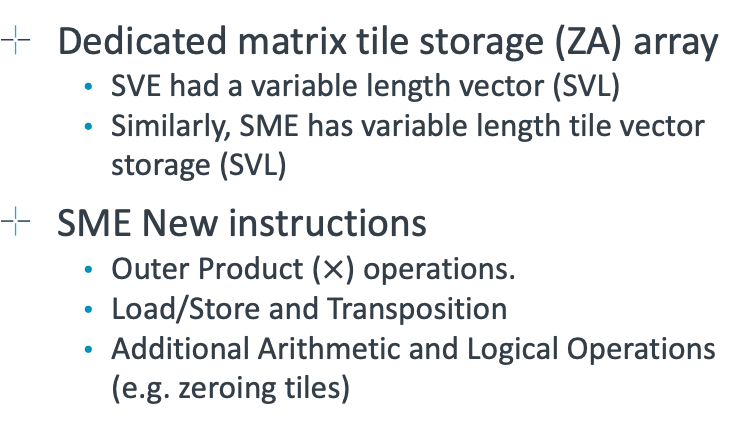 Dedicated matrix tile storage (ZA) array
• SVE had a variable length vector (SVL)
• Similarly, SME has variable length tile vector
storage (SVL)
SME New instructions
• Outer Product (×) operations.
• Load/Store and Transposition
• Additional Arithmetic and Logical Operations
(e.g. zeroing tiles)